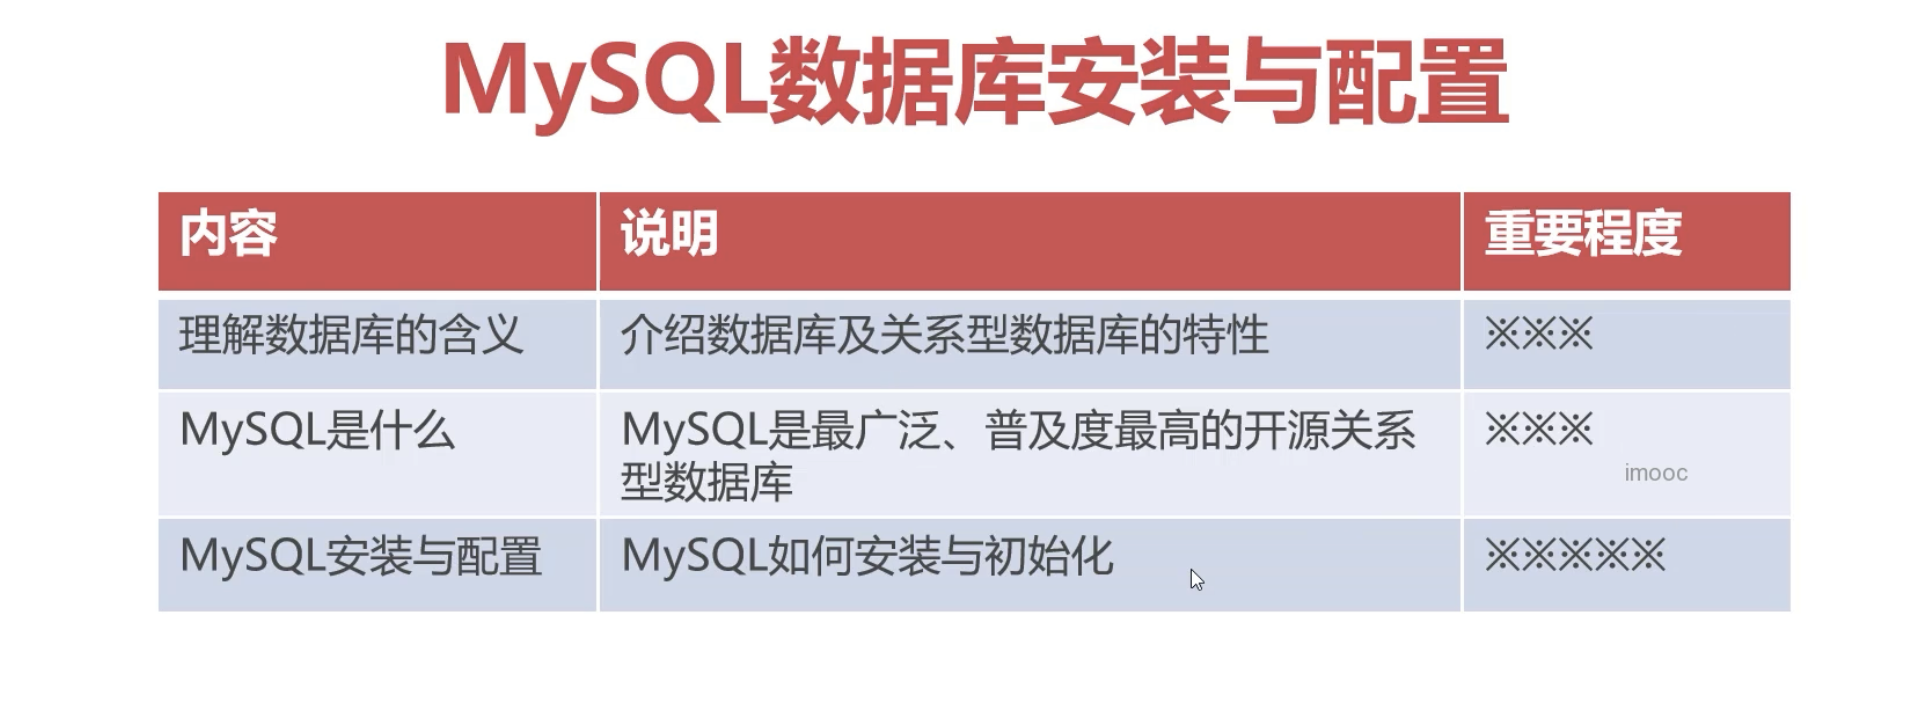 MySQL数据库安装与配置
内容 说明 重要程度
理解数据库的含义 介绍数据库及关系型数据库的特性 ※※※
MySQL是什么 MySQL是最广泛、普及度最高的开源关系 ※※※
型数据库
imooc
MySQL安装与配置 MySQL如何安装与初始化 ※※※※※